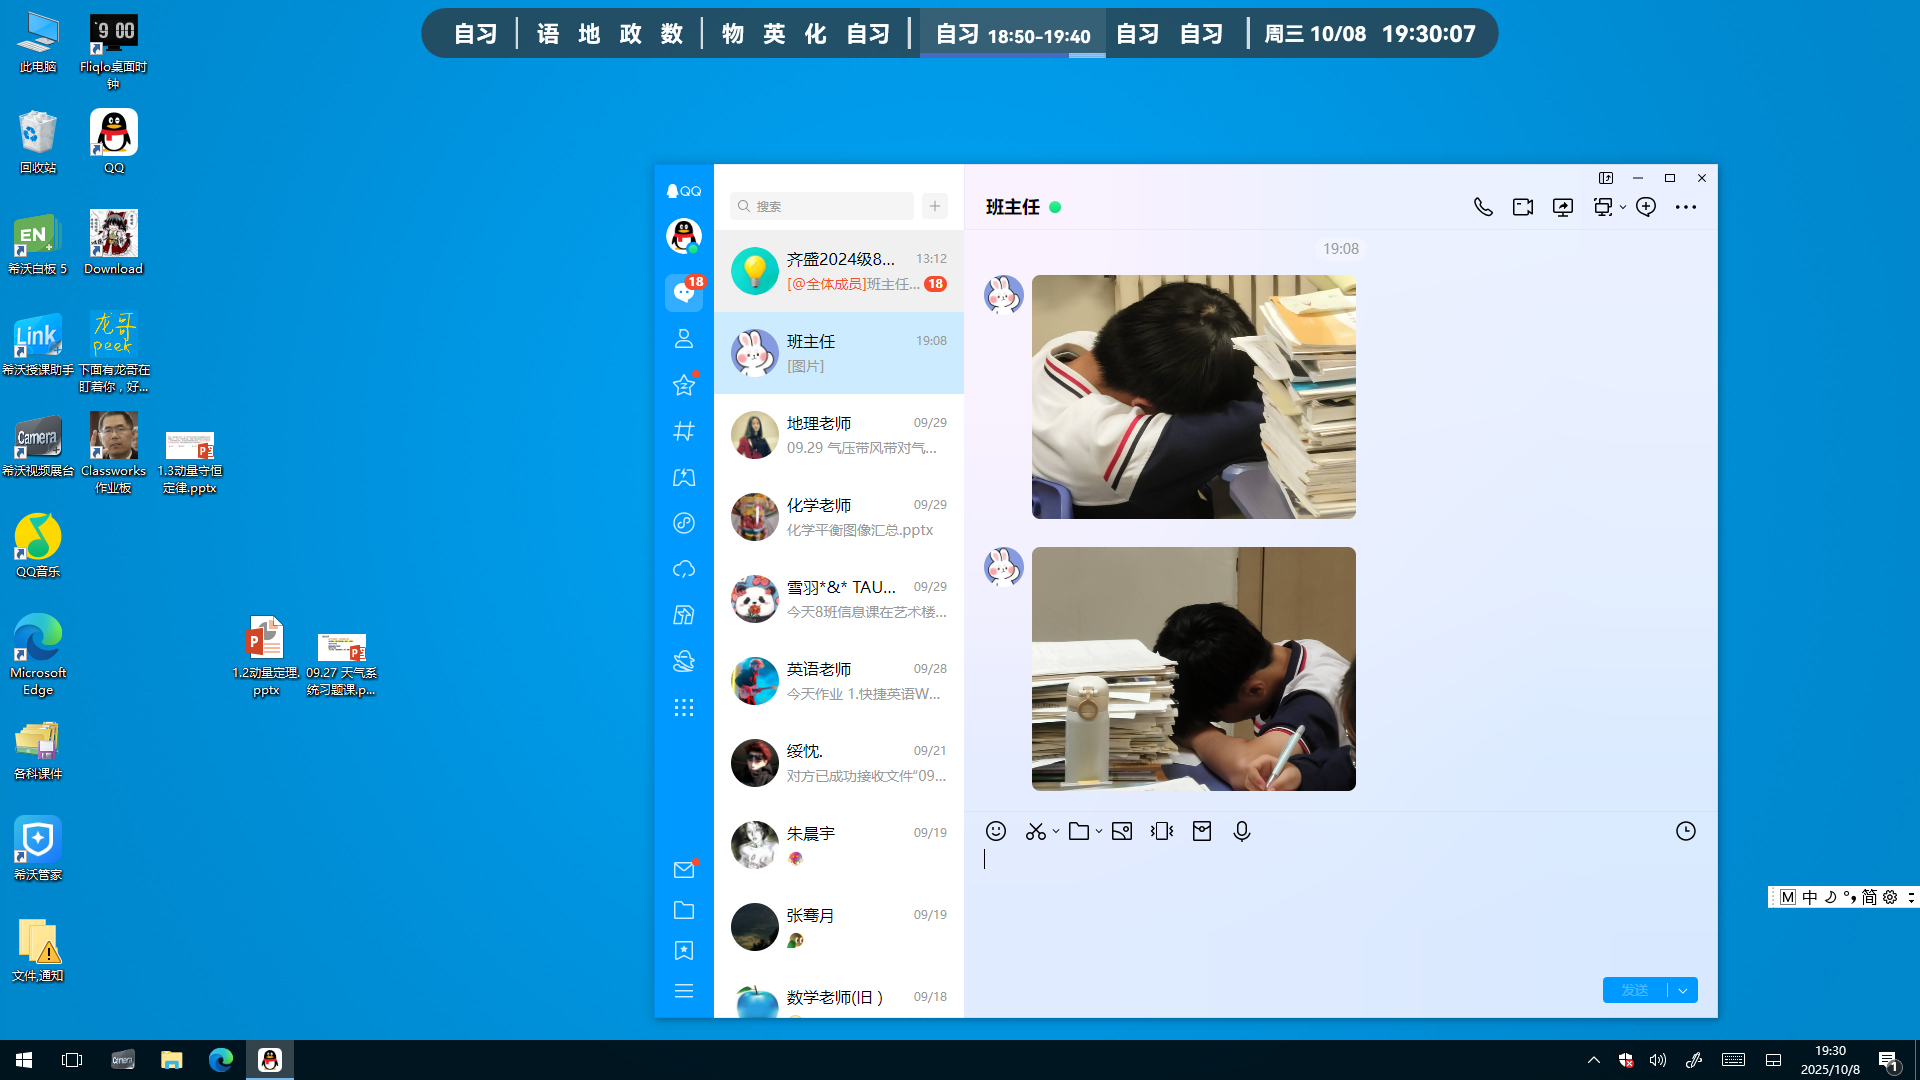 自习 | 语 地 政 数 | 物 英 化 自习 | 自习 18:50-19:40 自习 自习 | 周三 10/08 19:30:07
此电脑
Fliqlo桌面时钟
9 00
回收站
QQ
EN
希沃白板 5
Download
Link
希沃授课助手
龙哥
peek
下面有龙哥在盯着你，好...
Camera
希沃视频展台
Classworks作业板
1.3动量守恒定律.pptx
QQ音乐
Microsoft Edge
1.2动量定理.pptx
09.27 天气系统习题课.p...
各科课件
希沃管家
文件,通知
QQ
18
搜索
齐盛2024级8... 13:12
[@全体成员]班主任... 18
班主任 19:08
[图片]
地理老师 09/29
09.29 气压带风带对气...
化学老师 09/29
化学平衡图像汇总.pptx
雪羽*&* TAU... 09/29
今天8班信息课在艺术楼...
英语老师 09/28
今天作业 1.快捷英语W...
绥忱. 09/21
对方已成功接收文件"09...
朱晨宇 09/19
张骞月 09/19
数学老师(旧 ) 09/18
班主任
19:08
发送
M 中 简
Camera
19:30
2025/10/8
1